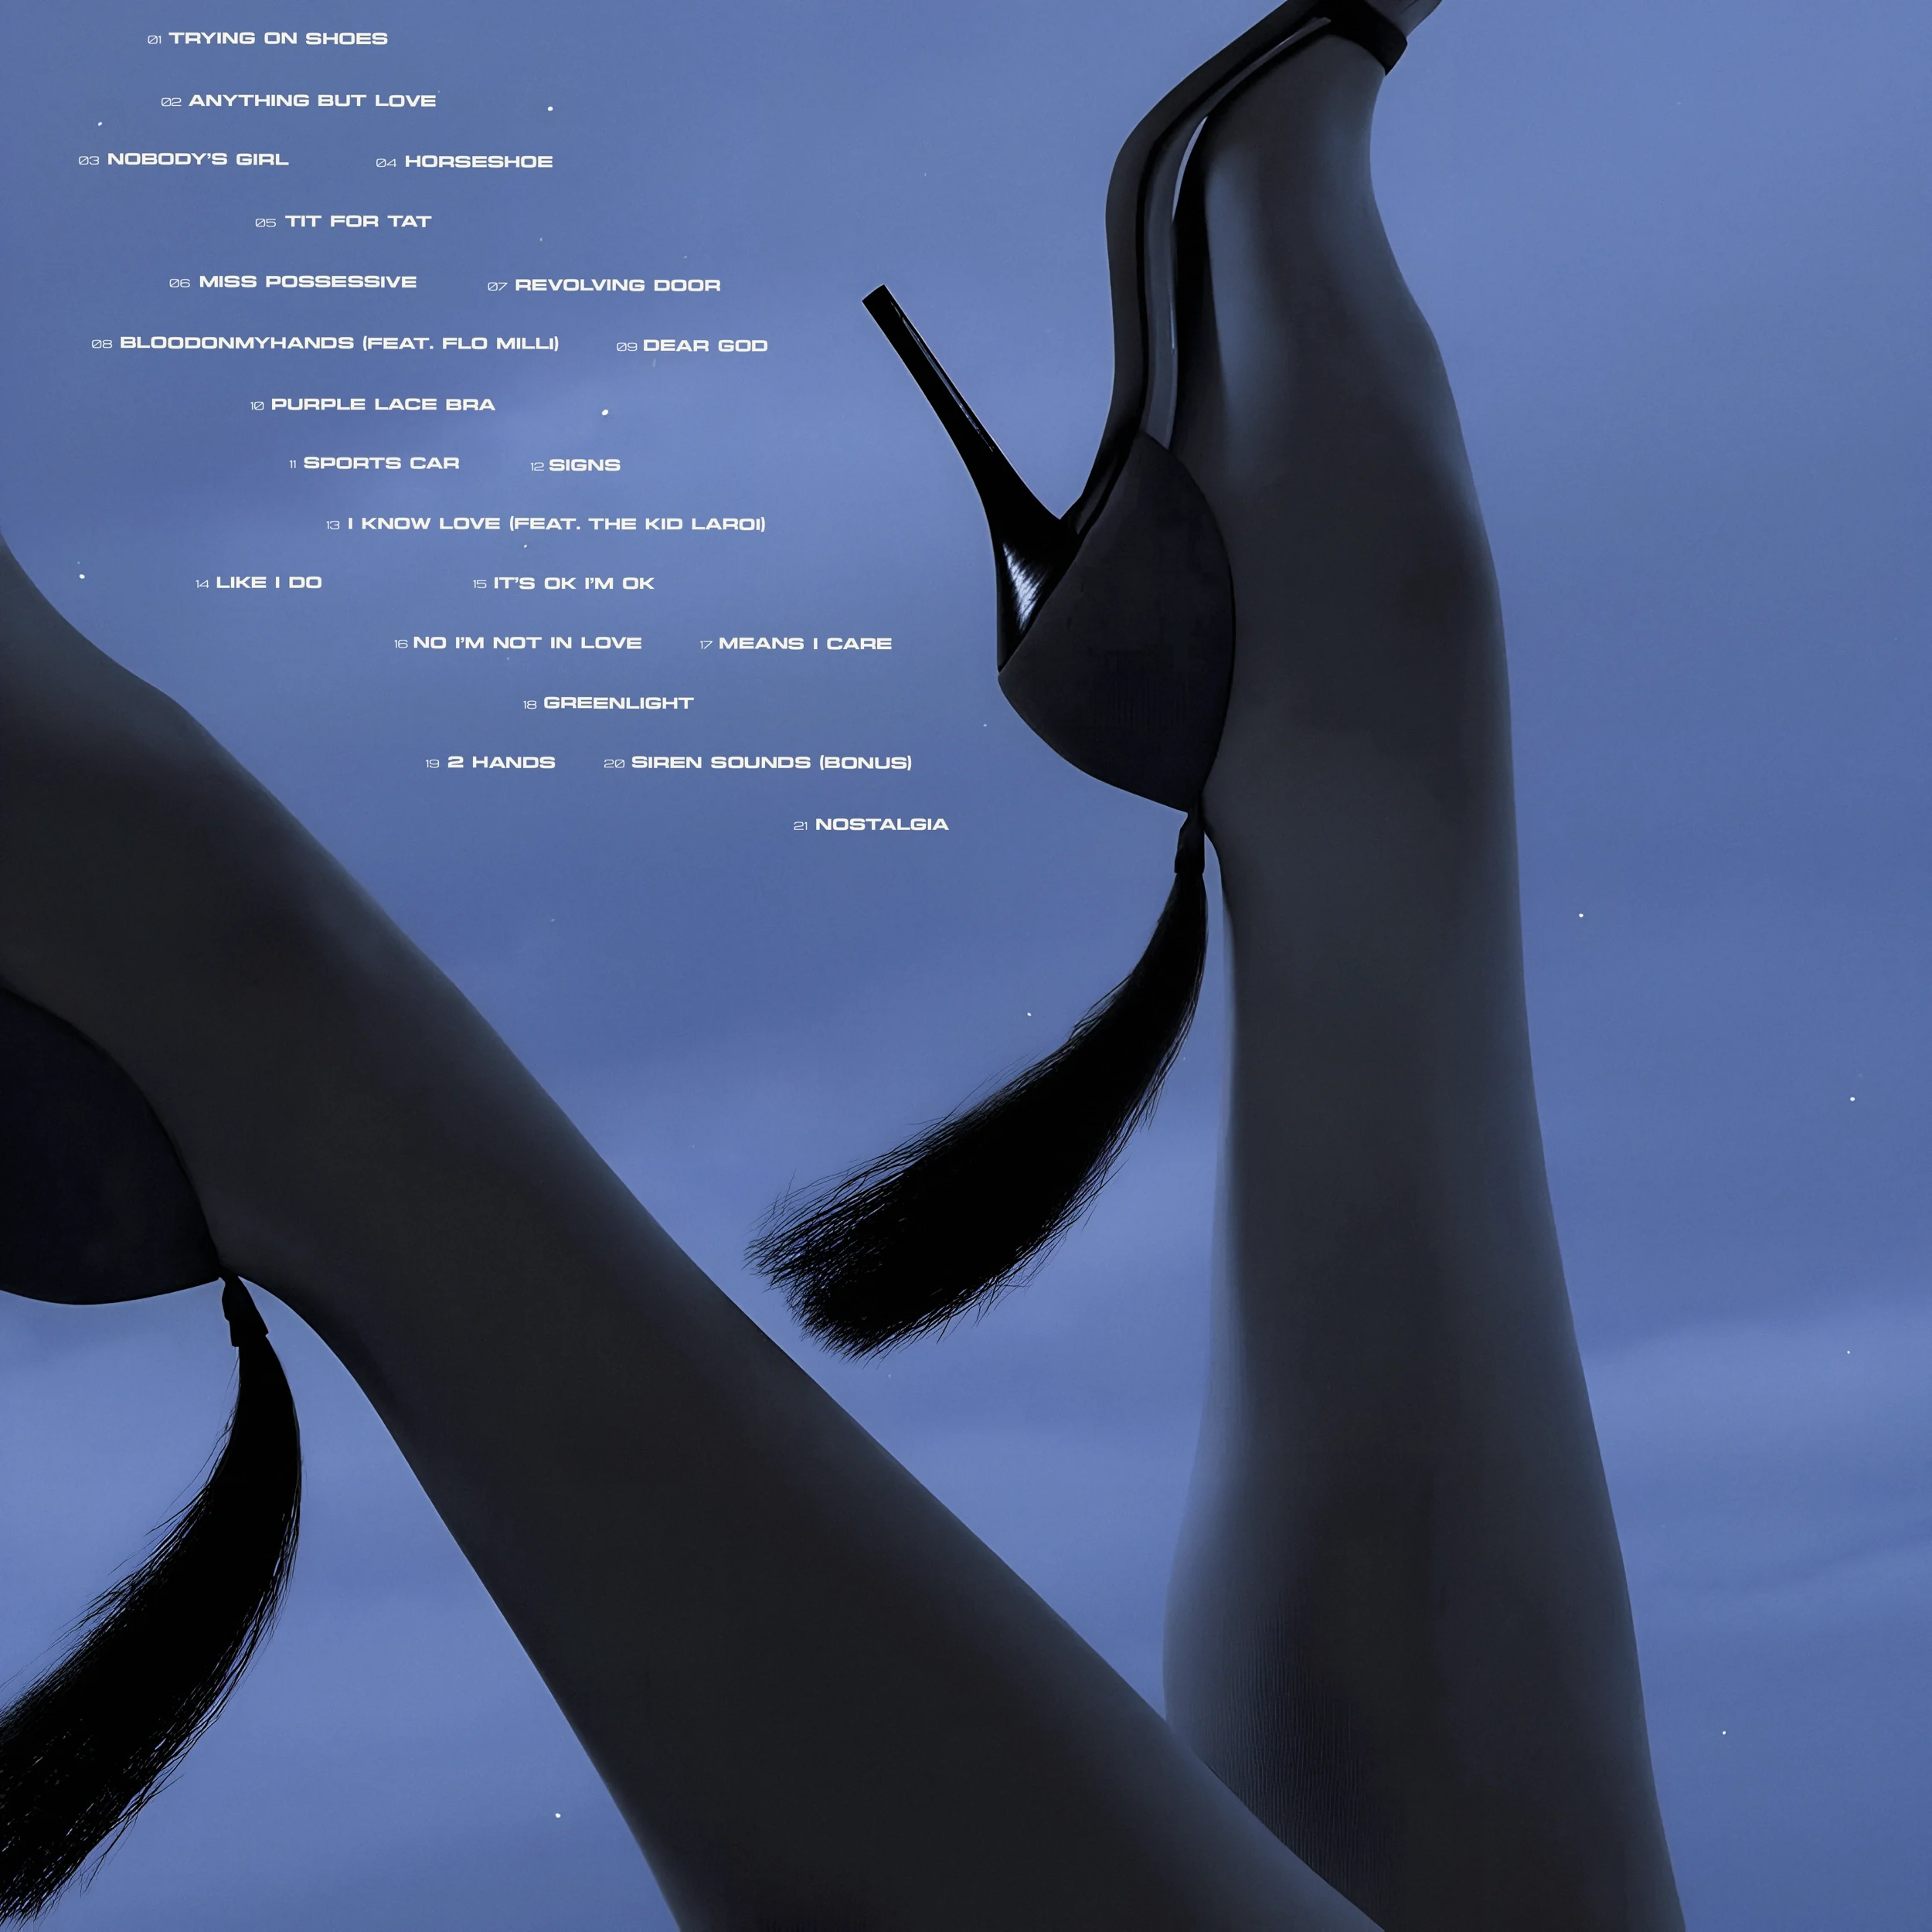 01 TRYING ON SHOES
02 ANYTHING BUT LOVE
03 NOBODY'S GIRL 04 HORSESHOE
05 TIT FOR TAT
06 MISS POSSESSIVE 07 REVOLVING DOOR
08 BLOODONMYHANDS (FEAT. FLO MILLI) 09 DEAR GOD
10 PURPLE LACE BRA
11 SPORTS CAR 12 SIGNS
13 I KNOW LOVE (FEAT. THE KID LAROI)
14 LIKE I DO 15 IT'S OK I'M OK
16 NO I'M NOT IN LOVE 17 MEANS I CARE
18 GREENLIGHT
19 2 HANDS 20 SIREN SOUNDS (BONUS)
21 NOSTALGIA